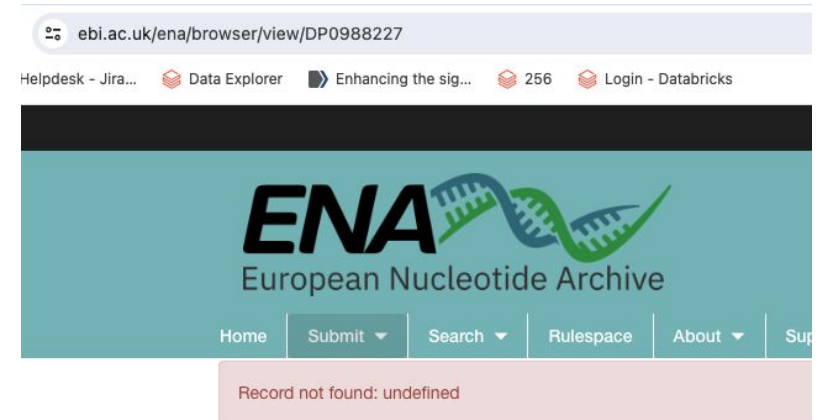 ebi.ac.uk/ena/browser/view/DP0988227
Helpdesk - Jira... Data Explorer Enhancing the sig... 256 Login - Databricks
ENA
European Nucleotide Archive
Home Submit Search Rulespace About Sup
Record not found: undefined